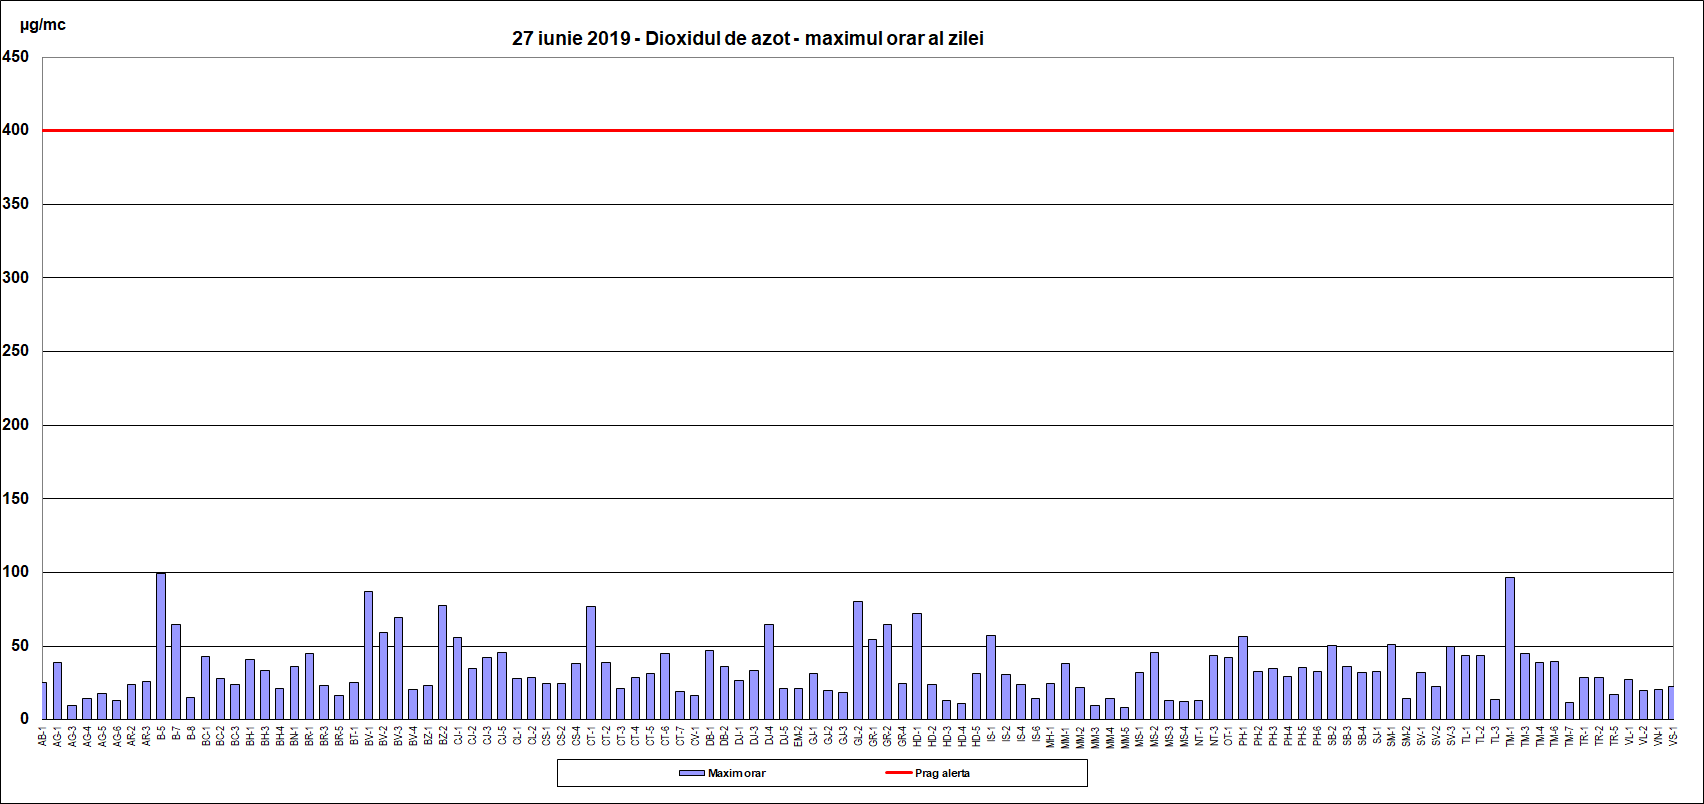 µg/mc
27 iunie 2019 - Dioxidul de azot - maximul orar al zilei
450
400
350
300
250
200
150
100
50
0
AB-1 AG-1 AG-3 AG-4 AG-5 AG-6 AR-2 AR-3 B-5 B-7 B-8 BC-1 BC-2 BC-3 BH-1 BH-3 BH-4 BN-1 BR-1 BR-3 BR-5 BT-1 BV-1 BV-2 BV-3 BV-4 BZ-1 BZ-2 CJ-1 CJ-2 CJ-3 CJ-5 CL-1 CL-2 CS-1 CS-2 CS-4 CT-1 CT-2 CT-3 CT-4 CT-5 CT-6 CT-7 CV-1 DB-1 DB-2 DJ-1 DJ-3 DJ-4 DJ-5 EM-2 GJ-1 GJ-2 GJ-3 GL-2 GR-1 GR-2 GR-4 HD-1 HD-2 HD-3 HD-4 HD-5 IS-1 IS-2 IS-4 IS-6 MH-1 MM-1 MM-2 MM-3 MM-4 MM-5 MS-1 MS-2 MS-3 MS-4 NT-1 NT-3 OT-1 PH-1 PH-2 PH-3 PH-4 PH-5 PH-6 SB-2 SB-3 SB-4 SJ-1 SM-1 SM-2 SV-1 SV-2 SV-3 TL-1 TL-2 TL-3 TM-1 TM-3 TM-4 TM-6 TM-7 TR-1 TR-2 TR-5 VL-1 VL-2 VN-1 VS-1
Maxim orar Prag alerta